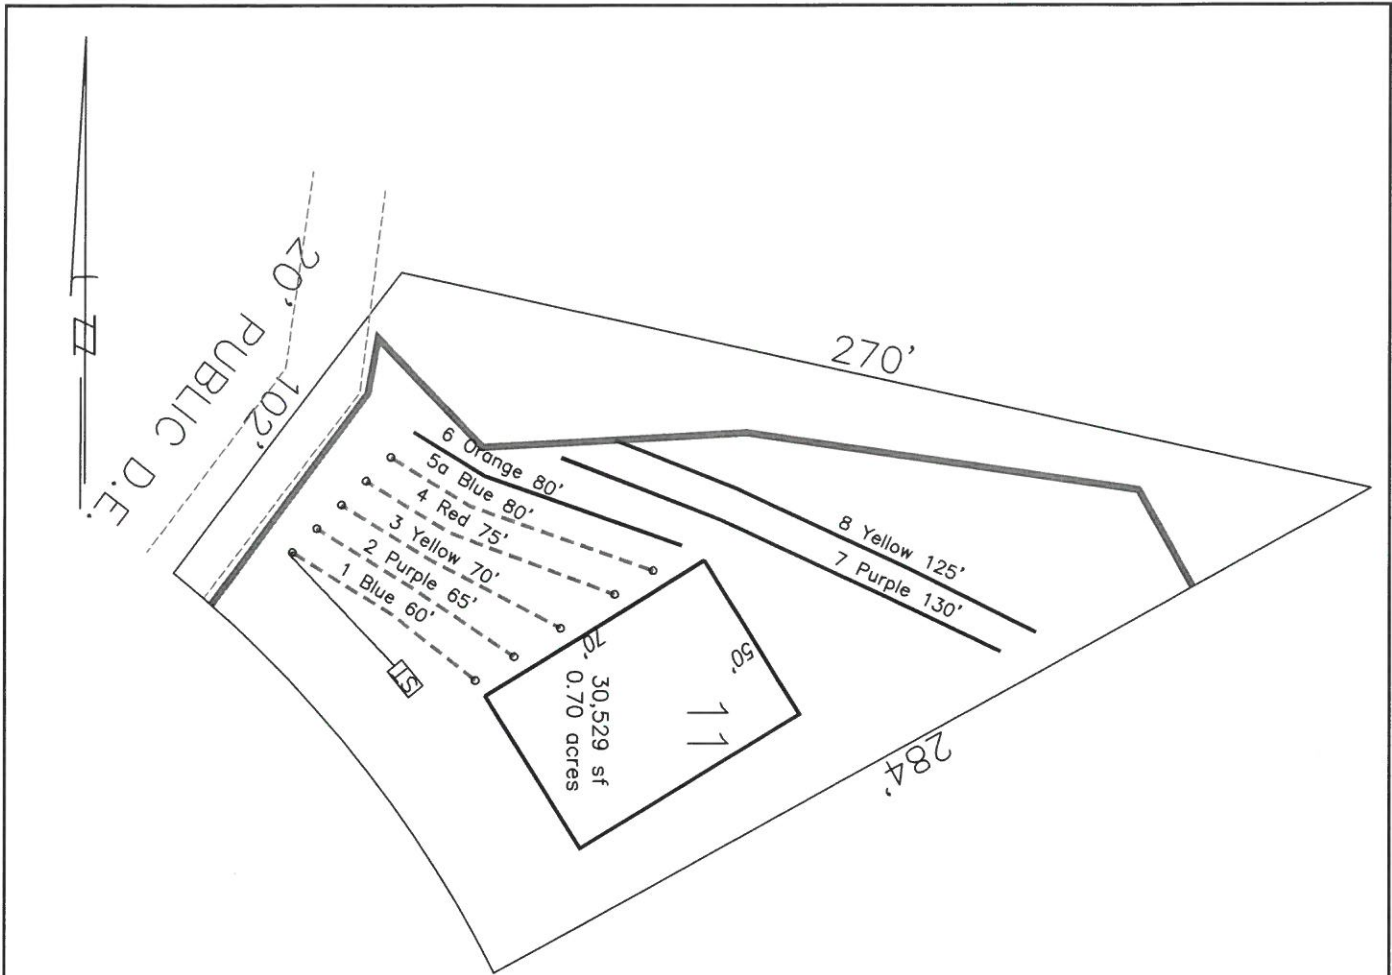 20' PUBLIC D.E.
102'
270'
6 Orange 80'
5a Blue 80'
4 Red 75'
3 Yellow 70'
2 Purple 65'
1 Blue 60'
8 Yellow 125'
7 Purple 130'
ST
70'
50'
30,529 sf
0.70 acres
11
284'